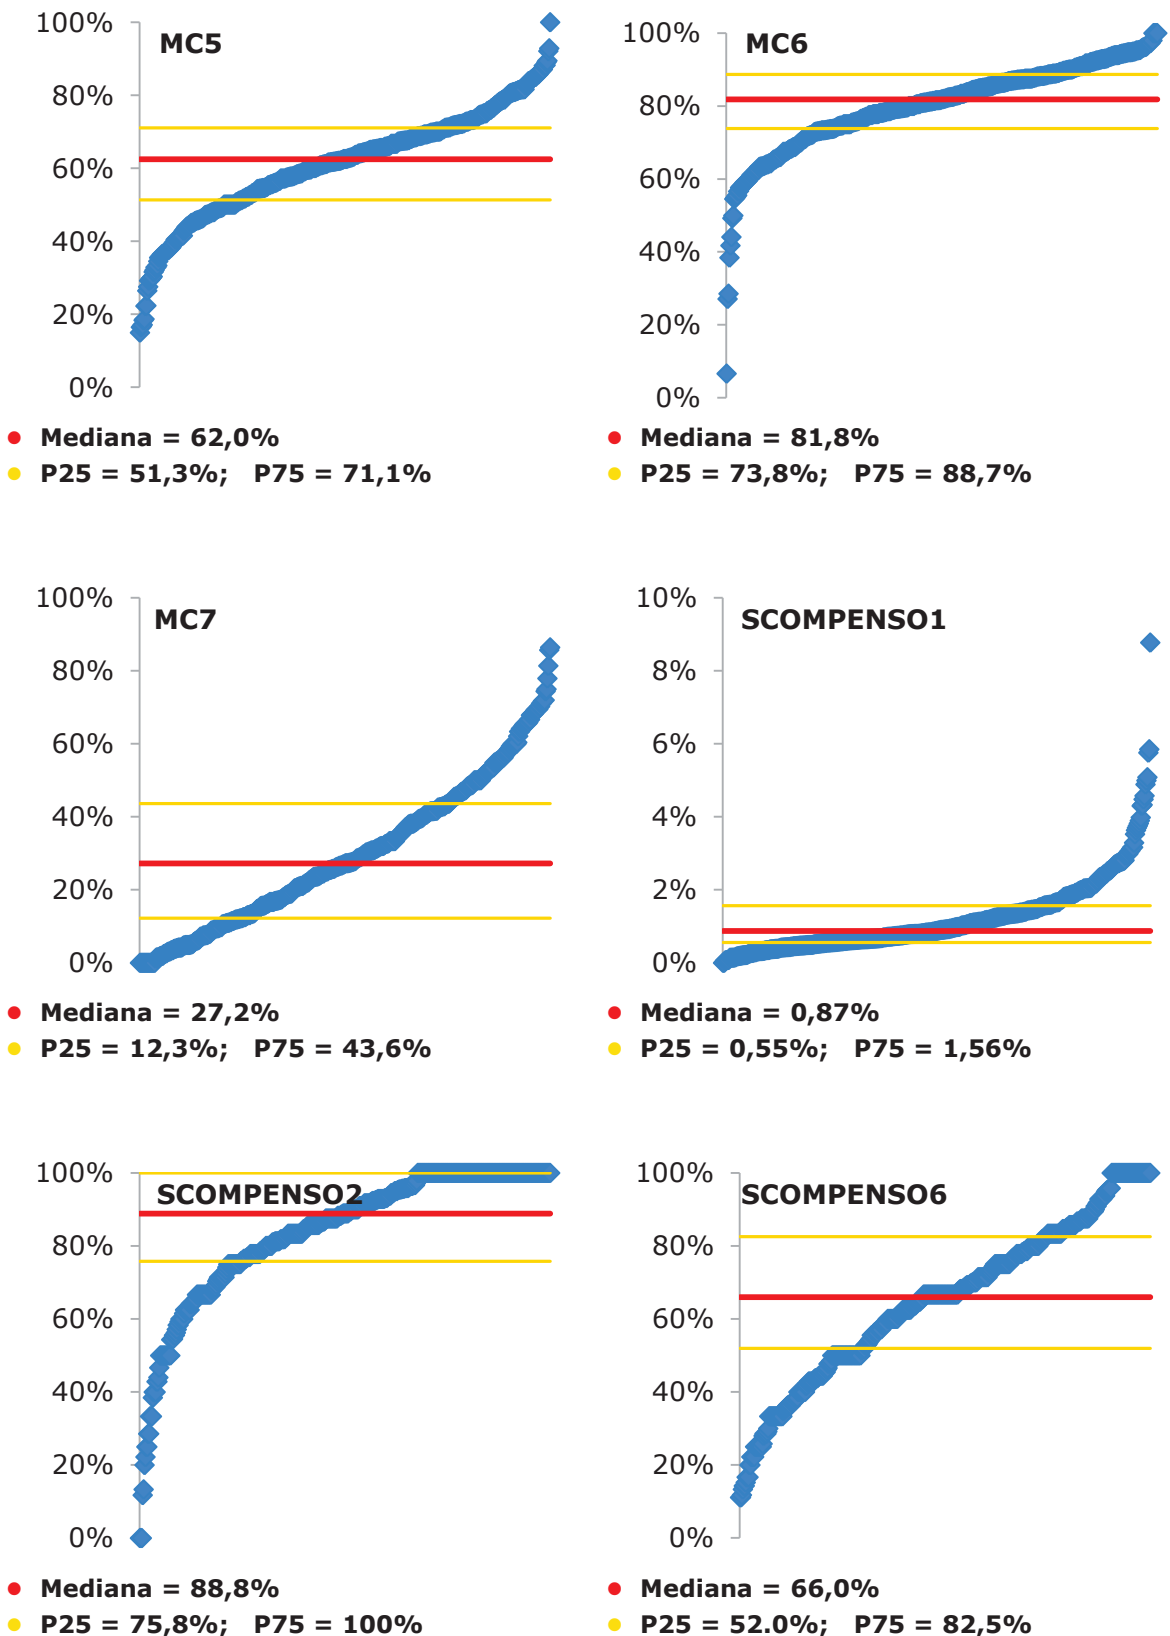 MC5
100%
80%
60%
40%
20%
0%
• Mediana = 62,0%
• P25 = 51,3%; P75 = 71,1%
MC6
100%
80%
60%
40%
20%
0%
• Mediana = 81,8%
• P25 = 73,8%; P75 = 88,7%
MC7
100%
80%
60%
40%
20%
0%
• Mediana = 27,2%
• P25 = 12,3%; P75 = 43,6%
SCOMPENSO1
10%
8%
6%
4%
2%
0%
• Mediana = 0,87%
• P25 = 0,55%; P75 = 1,56%
SCOMPENSO2
100%
80%
60%
40%
20%
0%
• Mediana = 88,8%
• P25 = 75,8%; P75 = 100%
SCOMPENSO6
100%
80%
60%
40%
20%
0%
• Mediana = 66,0%
• P25 = 52.0%; P75 = 82,5%